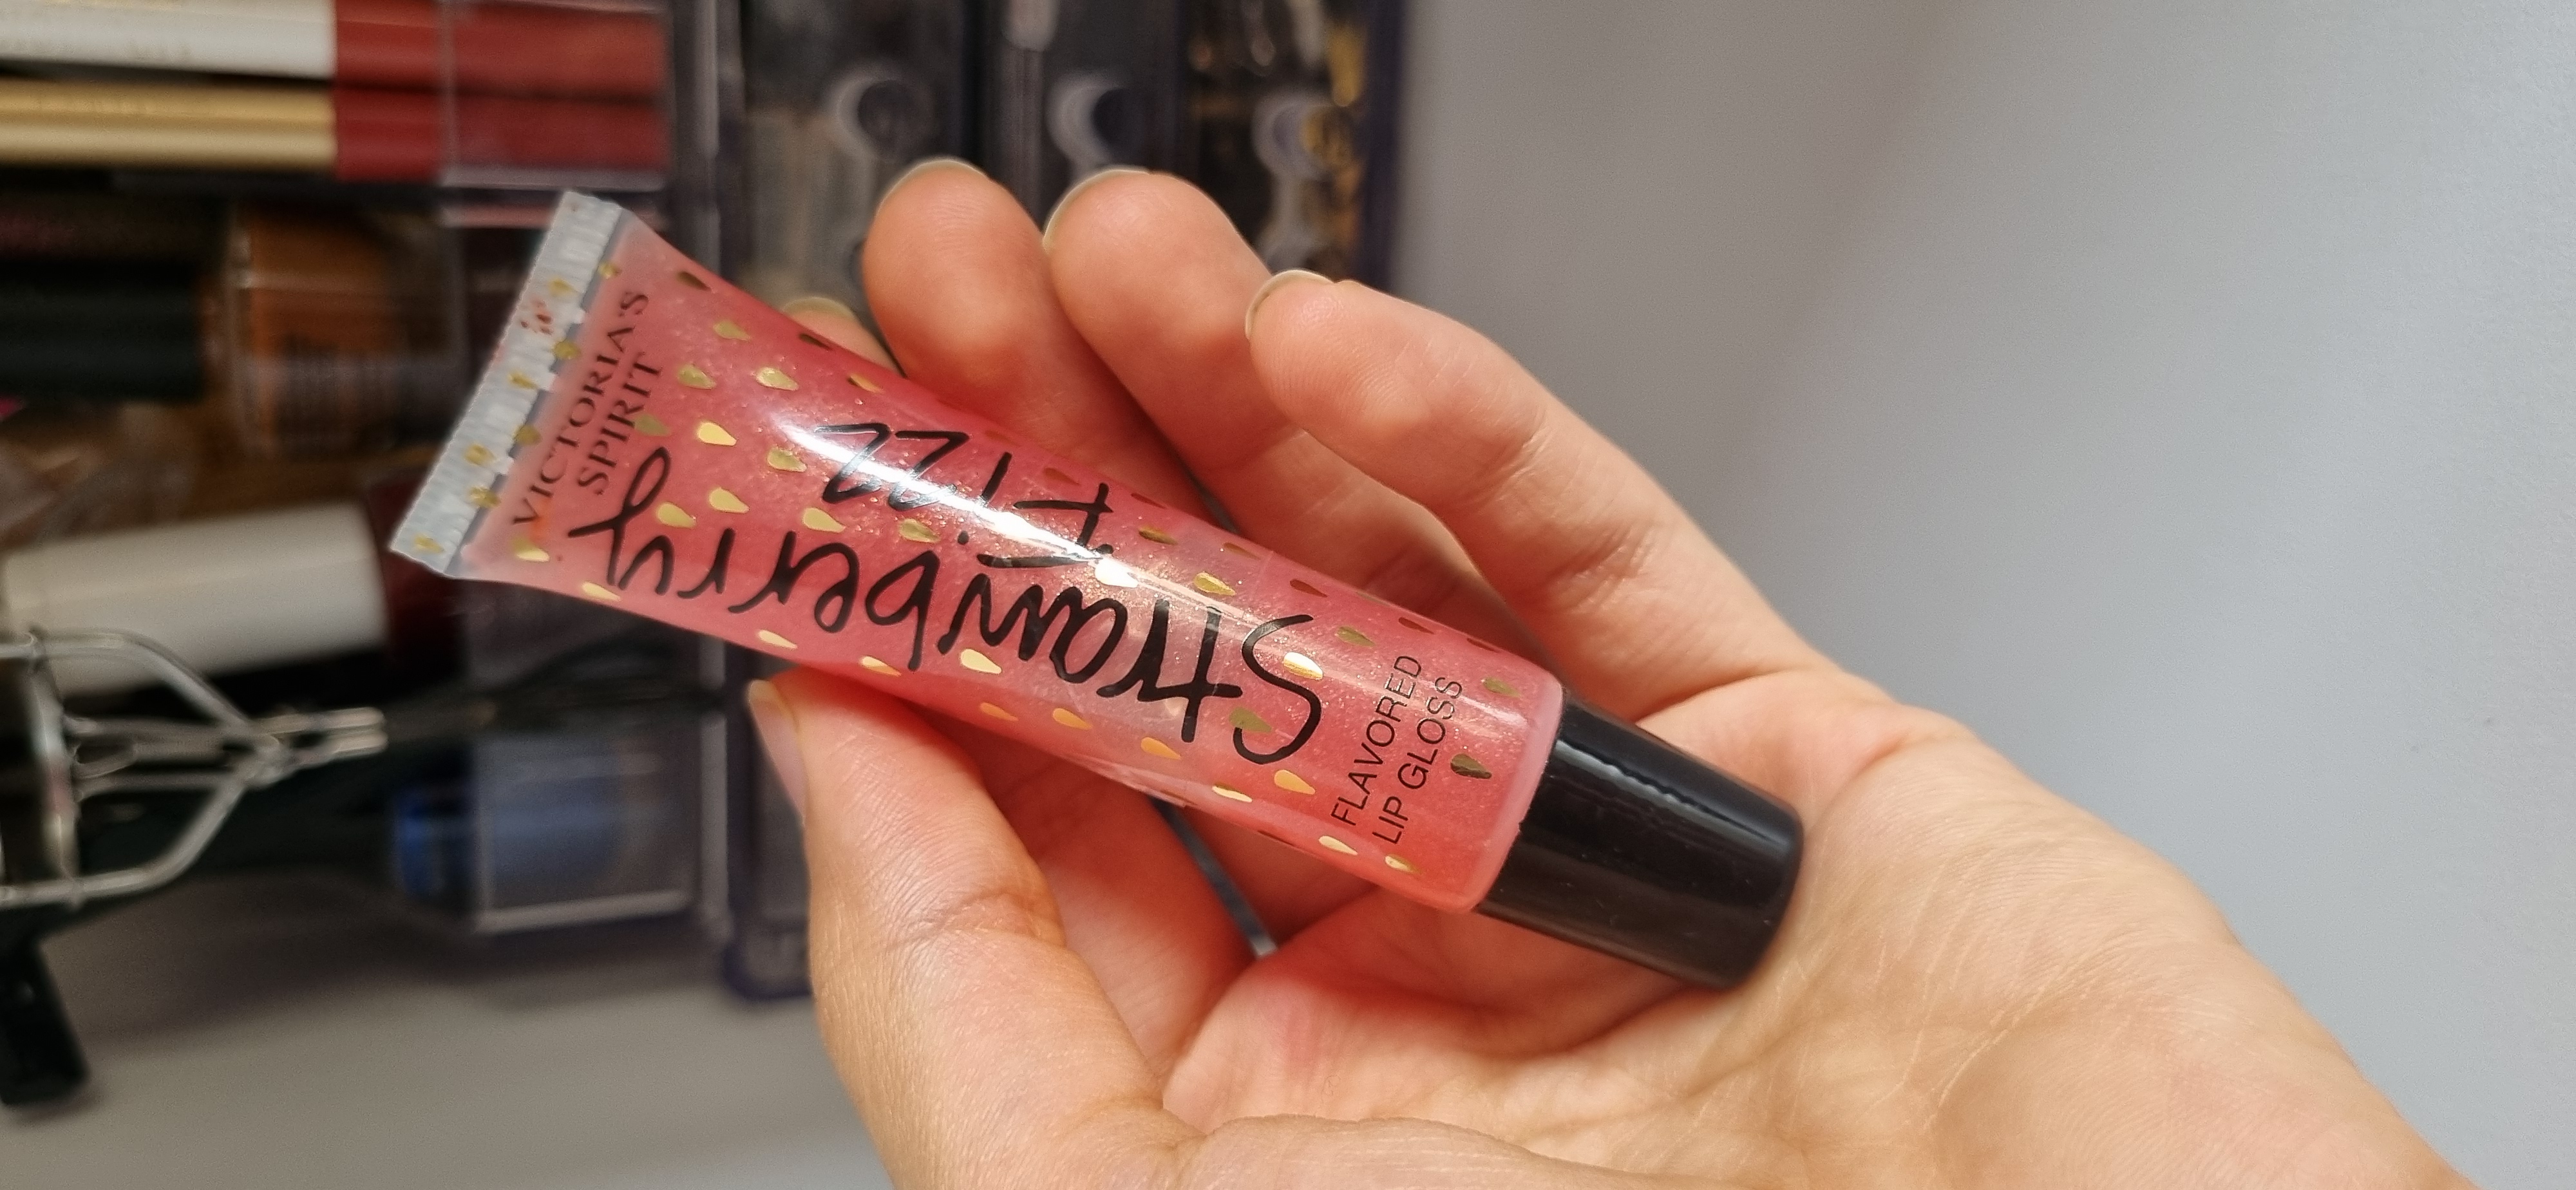 VICTORIA'S
SPIRIT
Strawberry
Fizz
FLAVORED
LIP GLOSS